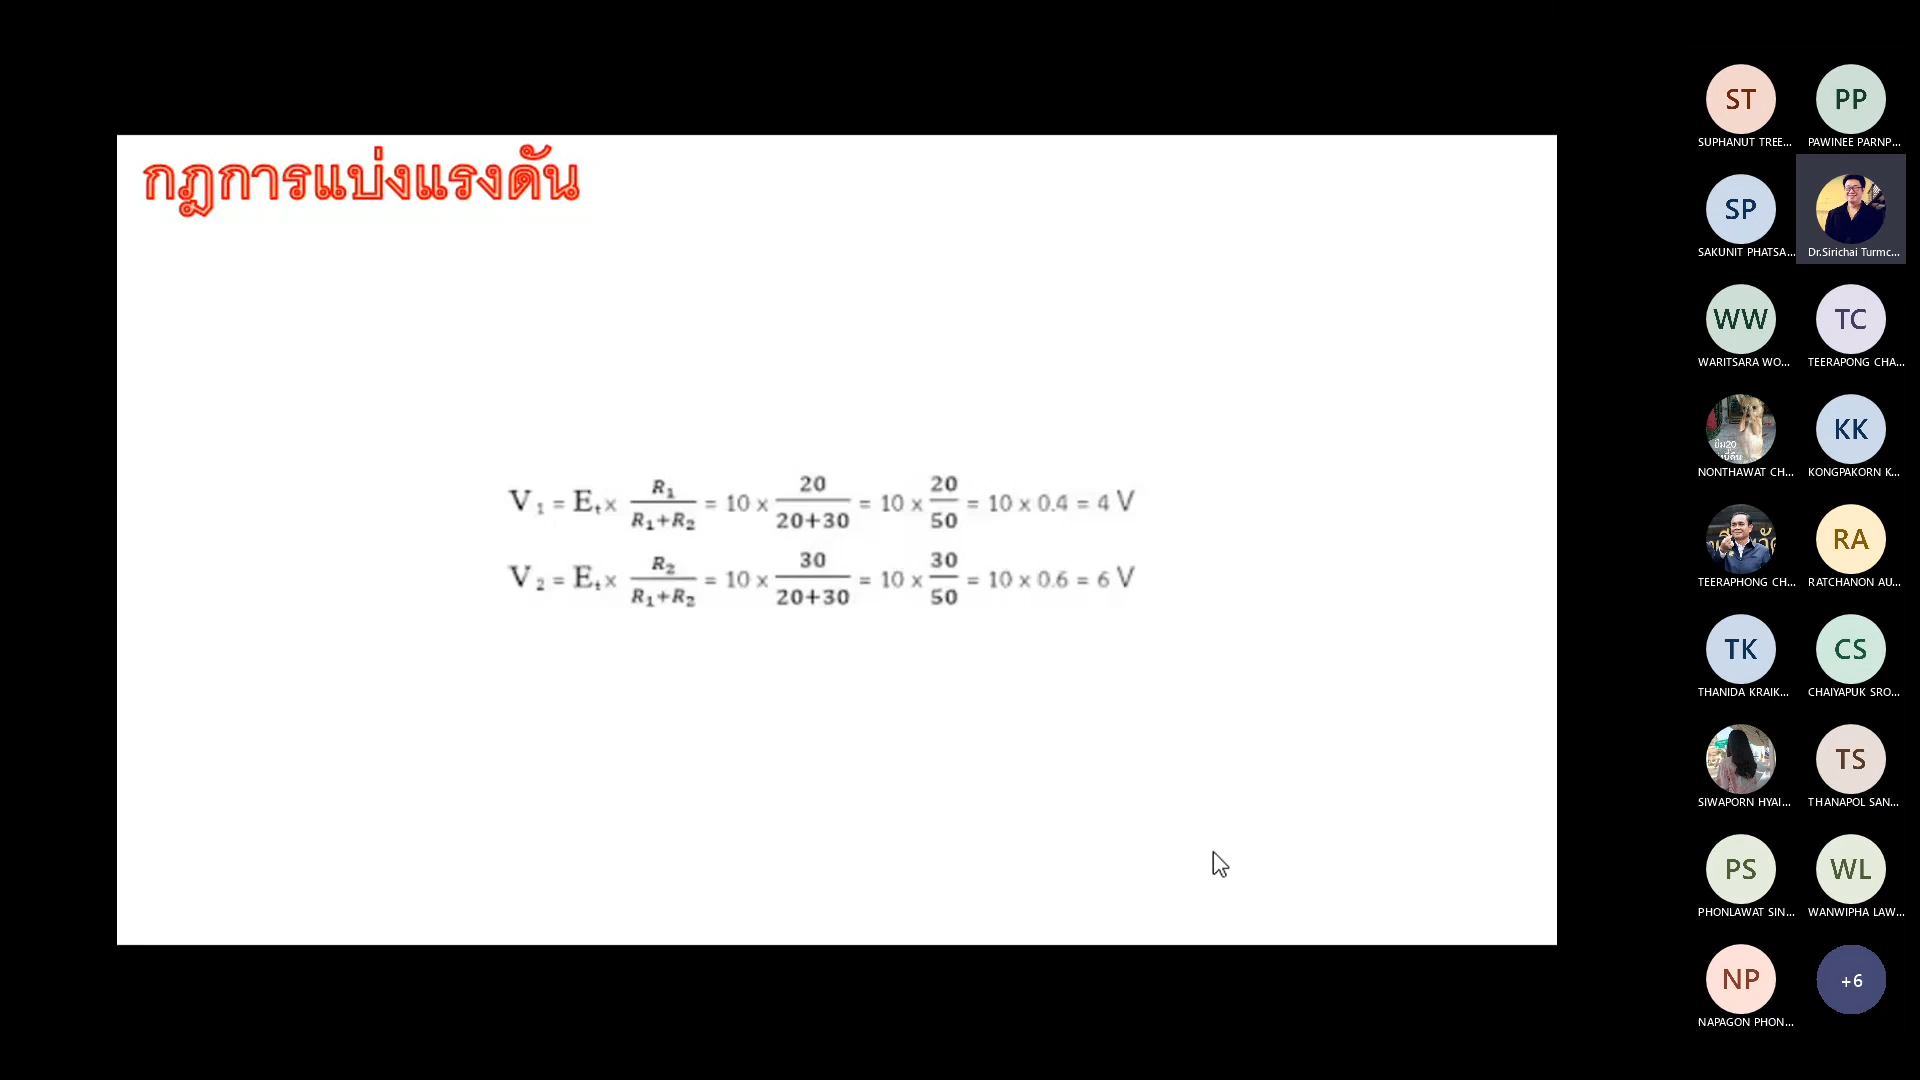 กฎการแบ่งแรงดัน
V₁ = Eₜ× R₁/R₁+R₂ = 10 × 20/20+30 = 10 × 20/50 = 10 × 0.4 = 4 V
V₂ = Eₜ× R₂/R₁+R₂ = 10 × 30/20+30 = 10 × 30/50 = 10 × 0.6 = 6 V
ST
PP
SUPHANUT TREE...
PAWINEE PARNP...
SP
SAKUNIT PHATSA...
Dr.Sirichai Turmc...
WW
TC
WARITSARA WO...
TEERAPONG CHA...
KK
NONTHAWAT CH...
KONGPAKORN K...
RA
TEERAPHONG CH...
RATCHANON AU...
TK
CS
THANIDA KRAIK...
CHAIYAPUK SRO...
TS
SIWAPORN HYAI...
THANAPOL SAN...
PS
WL
PHONLAWAT SIN...
WANWIPHA LAW...
NP
+6
NAPAGON PHON...